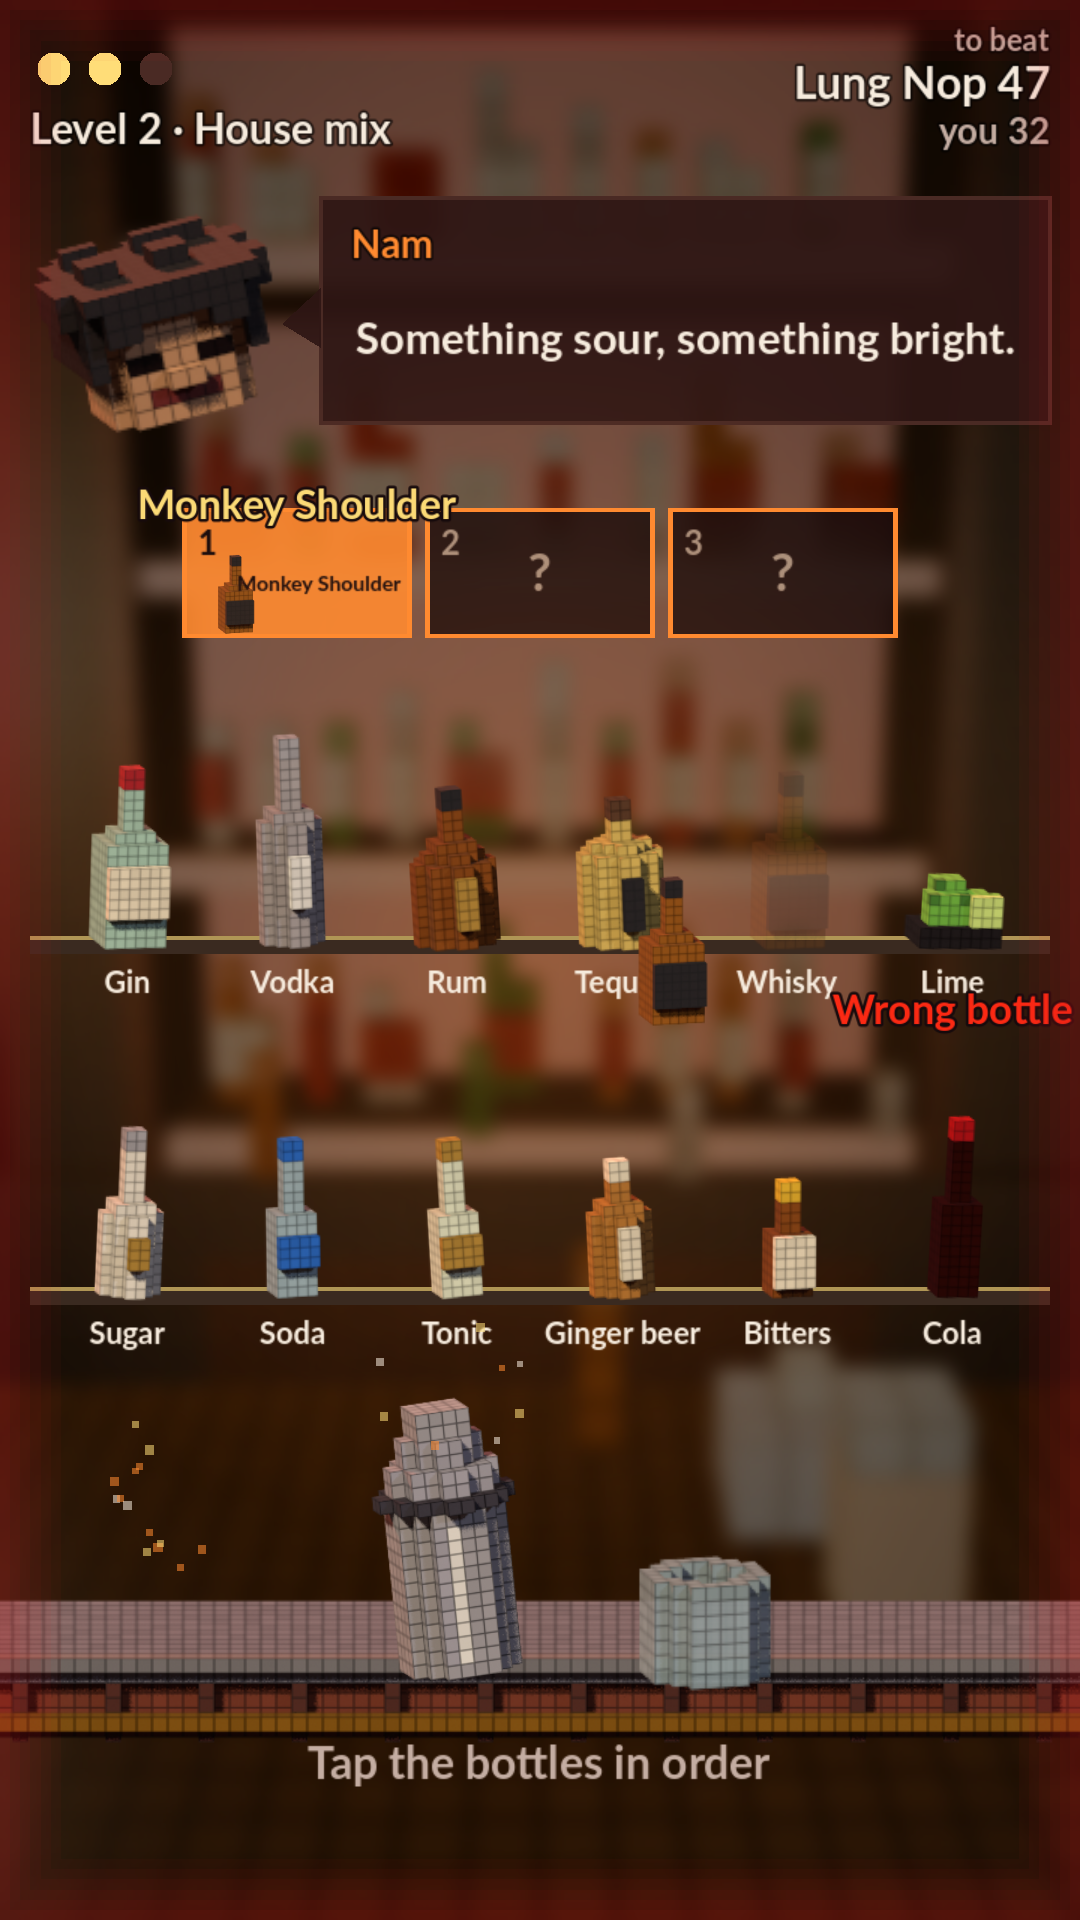 to beat
Lung Nop 47
you 32
Level 2 · House mix
Nam
Something sour, something bright.
Monkey Shoulder
1
Monkey Shoulder
2
?
3
?
Gin
Vodka
Rum
Tequ
Whisky
Lime
Wrong bottle
Sugar
Soda
Tonic
Ginger beer
Bitters
Cola
Tap the bottles in order